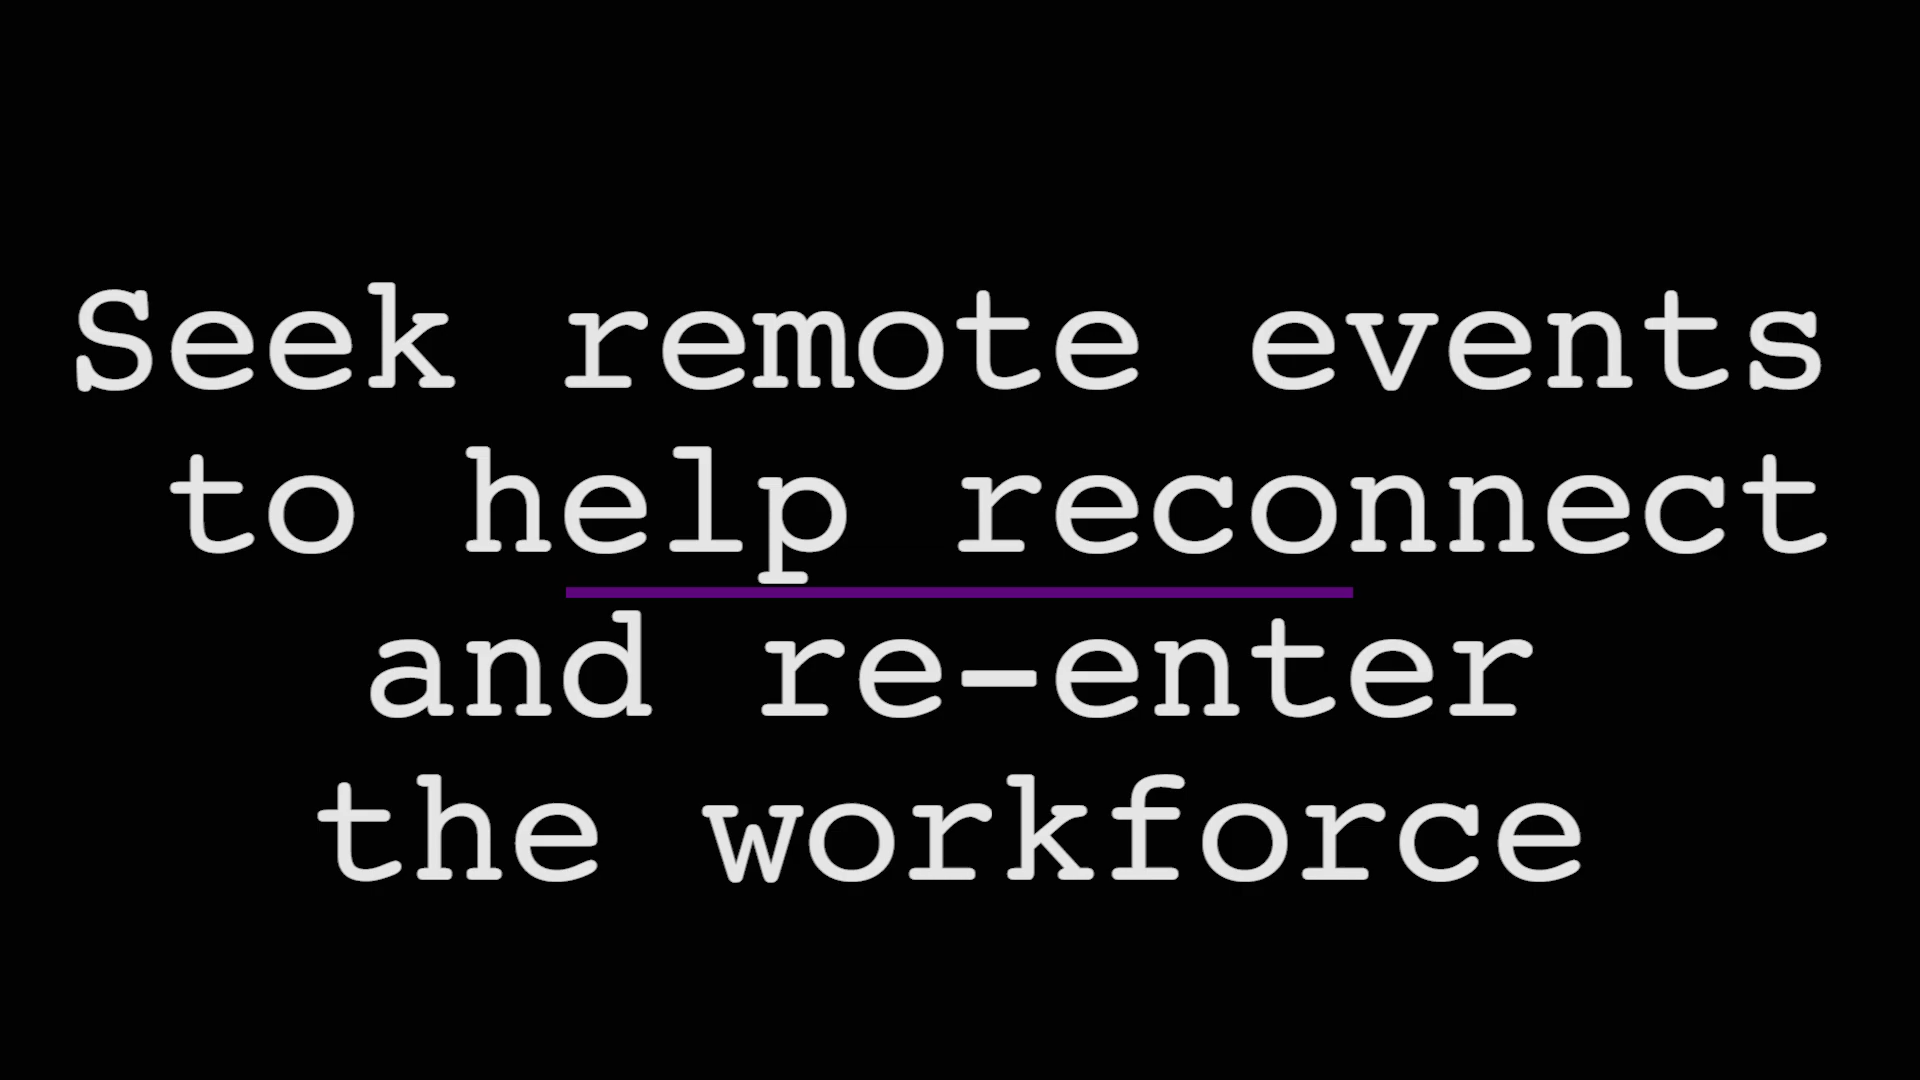 Seek remote events
to help reconnect
and re-enter
the workforce